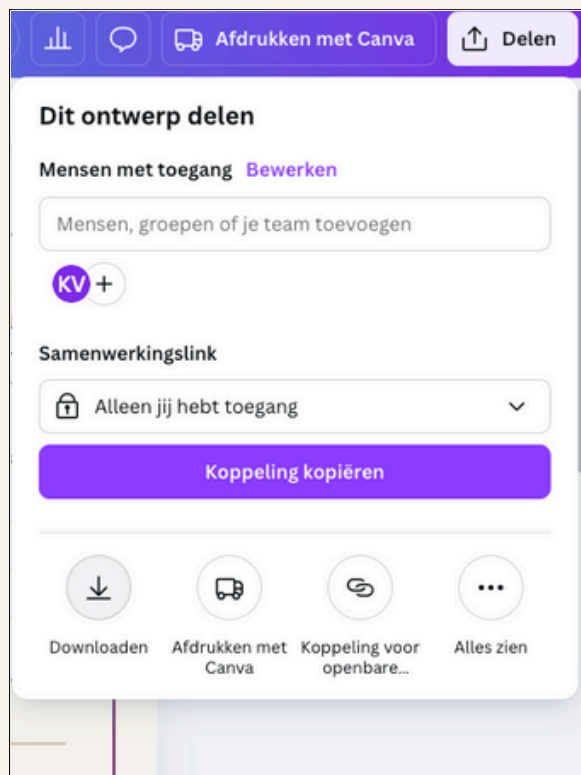 Afdrukken met Canva
Delen
Dit ontwerp delen
Mensen met toegang Bewerken
Mensen, groepen of je team toevoegen
KV +
Samenwerkingslink
Alleen jij hebt toegang
Koppeling kopiëren
Downloaden
Afdrukken met
Canva
Koppeling voor
openbare...
Alles zien